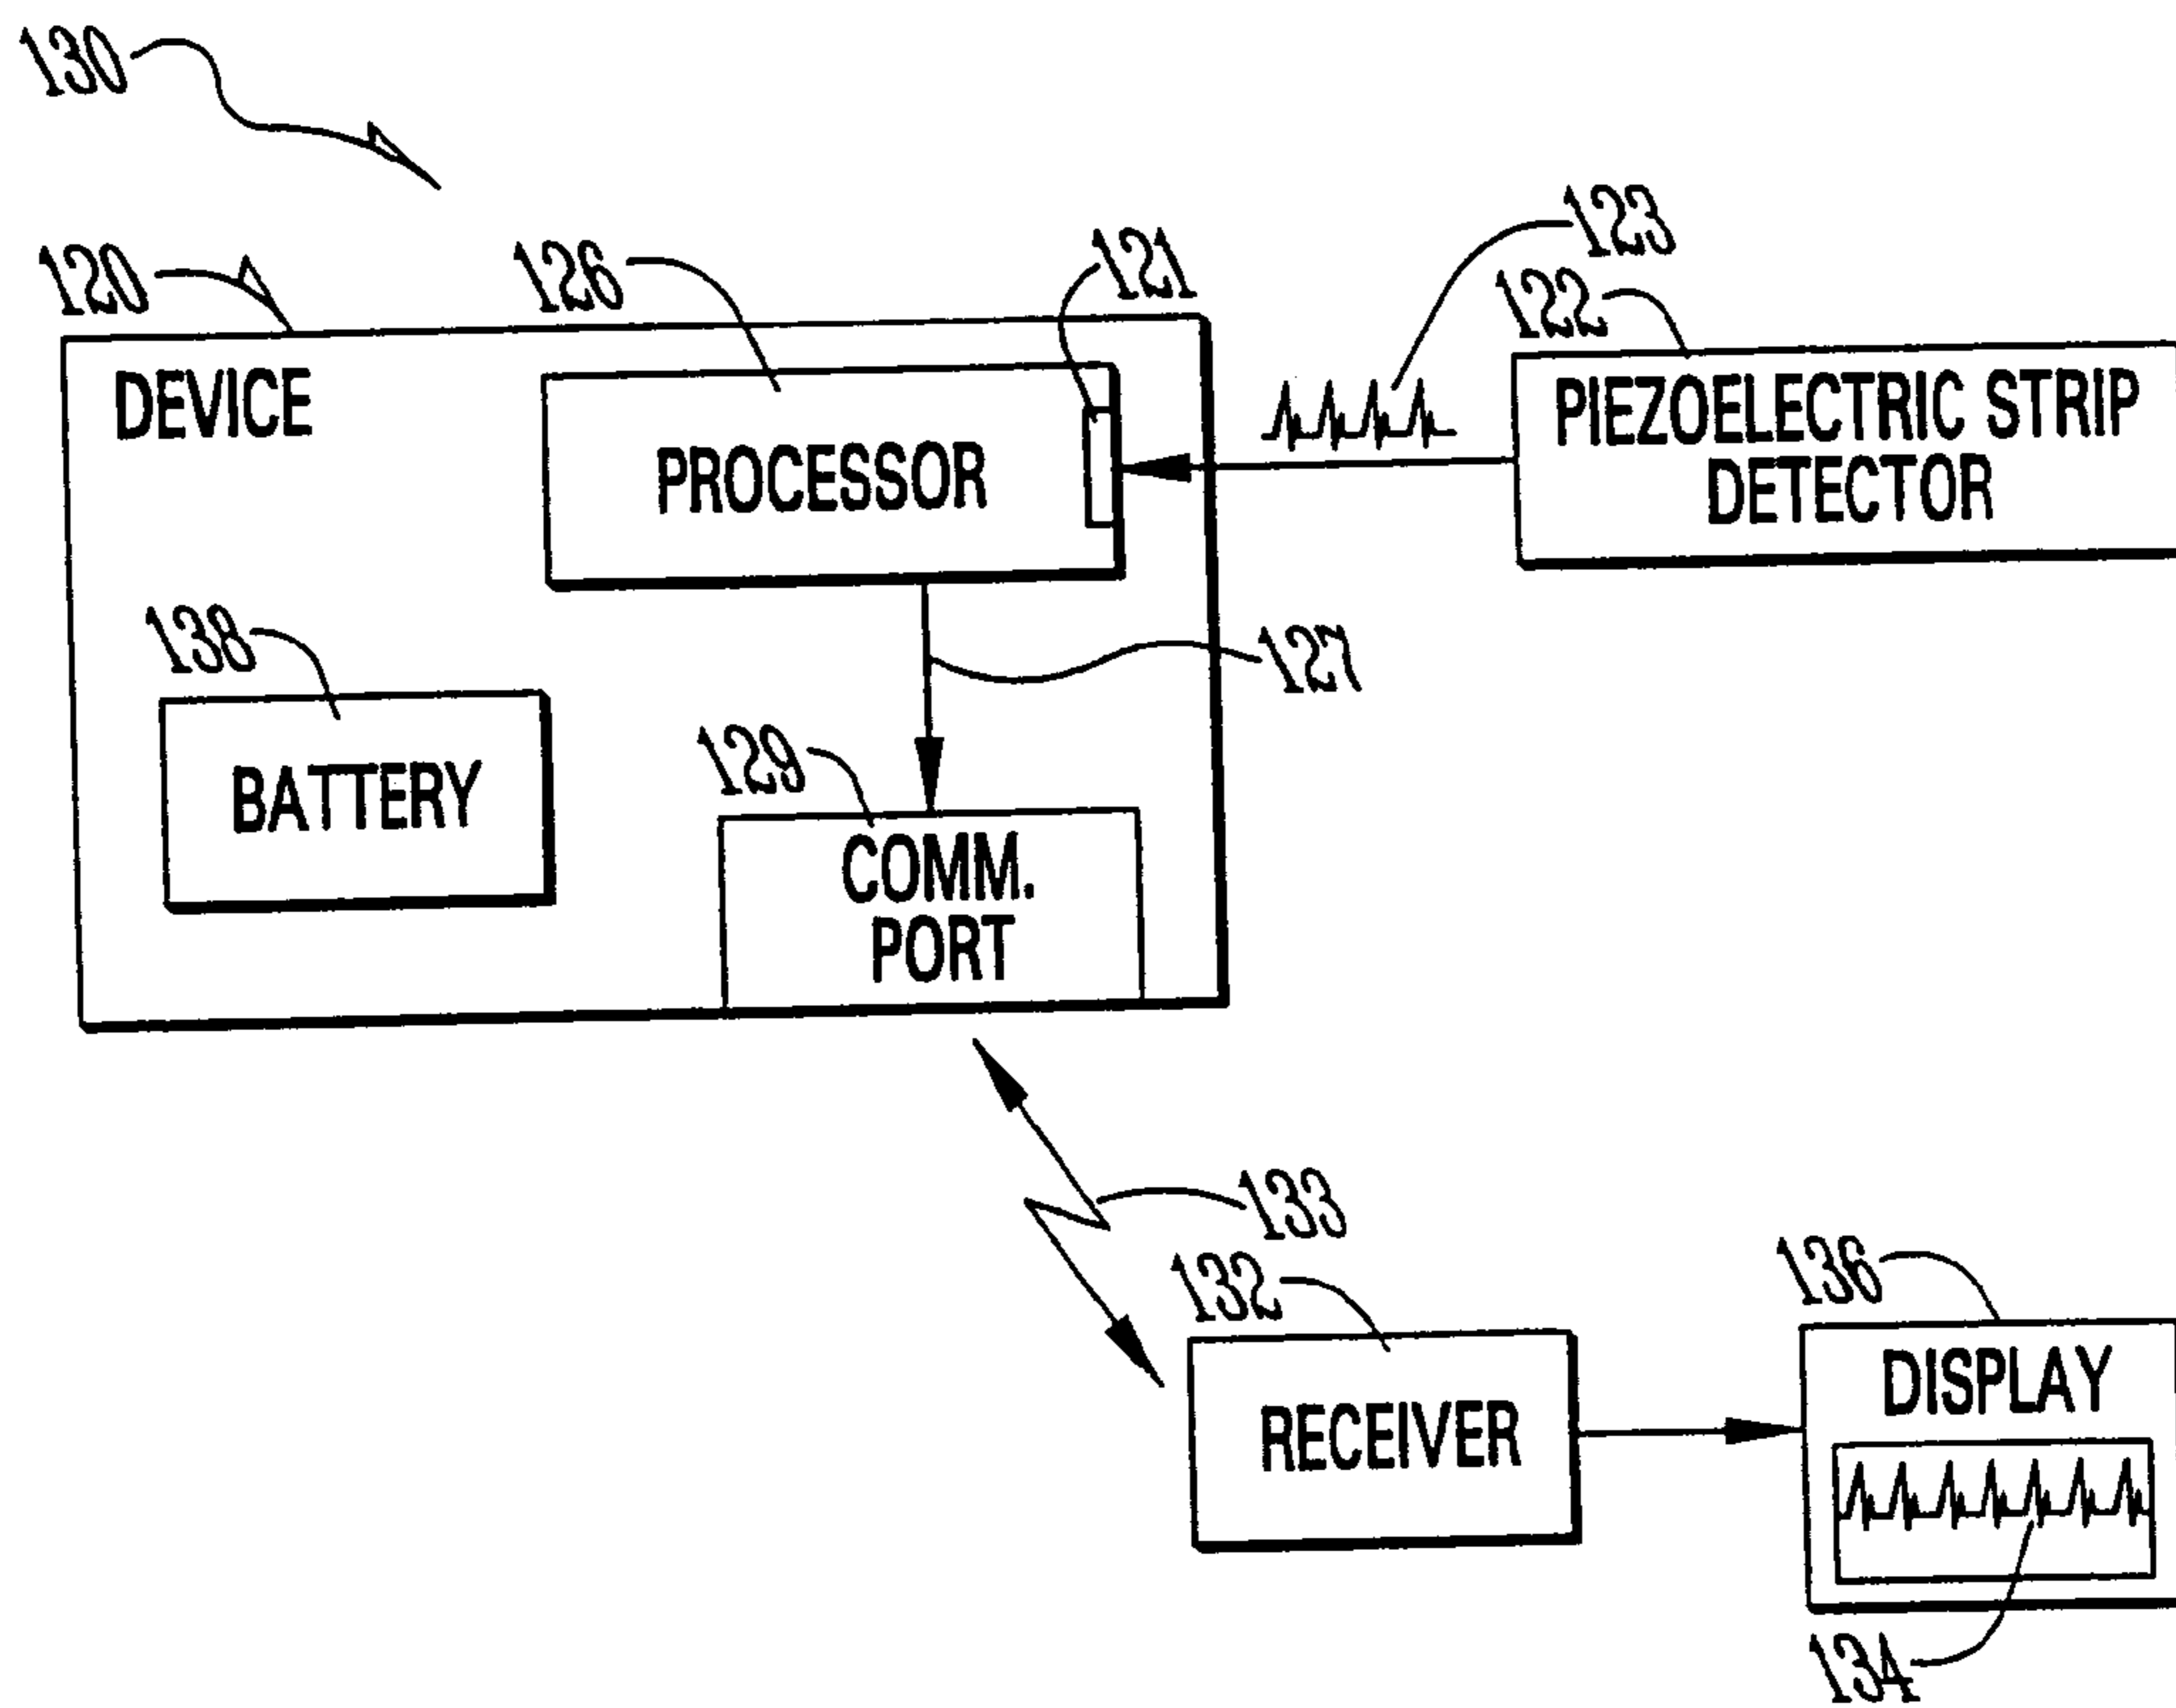 130
120
126
121
123
122
DEVICE
PROCESSOR
PIEZOELECTRIC STRIP
DETECTOR
138
127
129
BATTERY
COMM.
PORT
133
132
136
RECEIVER
DISPLAY
134